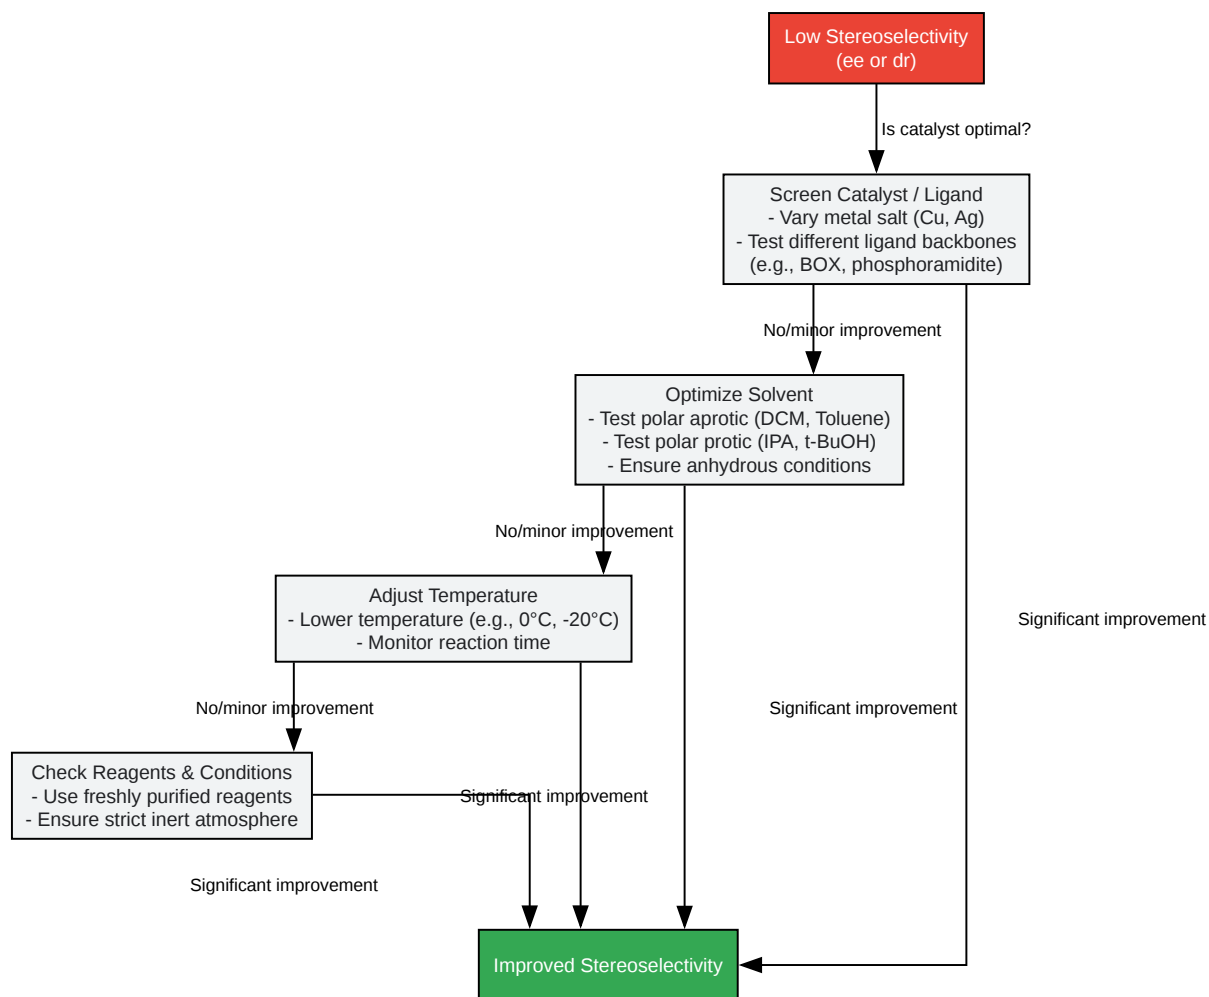 Low Stereoselectivity
(ee or dr)
Is catalyst optimal?
Screen Catalyst / Ligand
- Vary metal salt (Cu, Ag)
- Test different ligand backbones
(e.g., BOX, phosphoramidite)
No/minor improvement
Optimize Solvent
- Test polar aprotic (DCM, Toluene)
- Test polar protic (IPA, t-BuOH)
- Ensure anhydrous conditions
No/minor improvement
Adjust Temperature
- Lower temperature (e.g., 0°C, -20°C)
- Monitor reaction time
Significant improvement
No/minor improvement
Significant improvement
Check Reagents & Conditions
- Use freshly purified reagents
- Ensure strict inert atmosphere
Significant improvement
Significant improvement
Improved Stereoselectivity